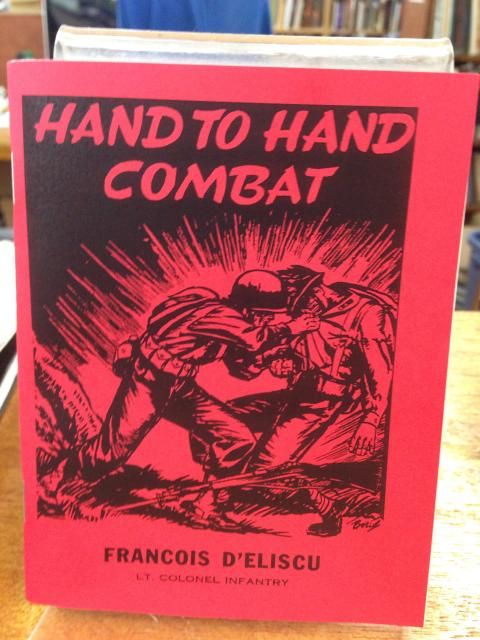 HAND TO HAND
COMBAT
FRANCOIS D'ELISCU
LT. COLONEL INFANTRY